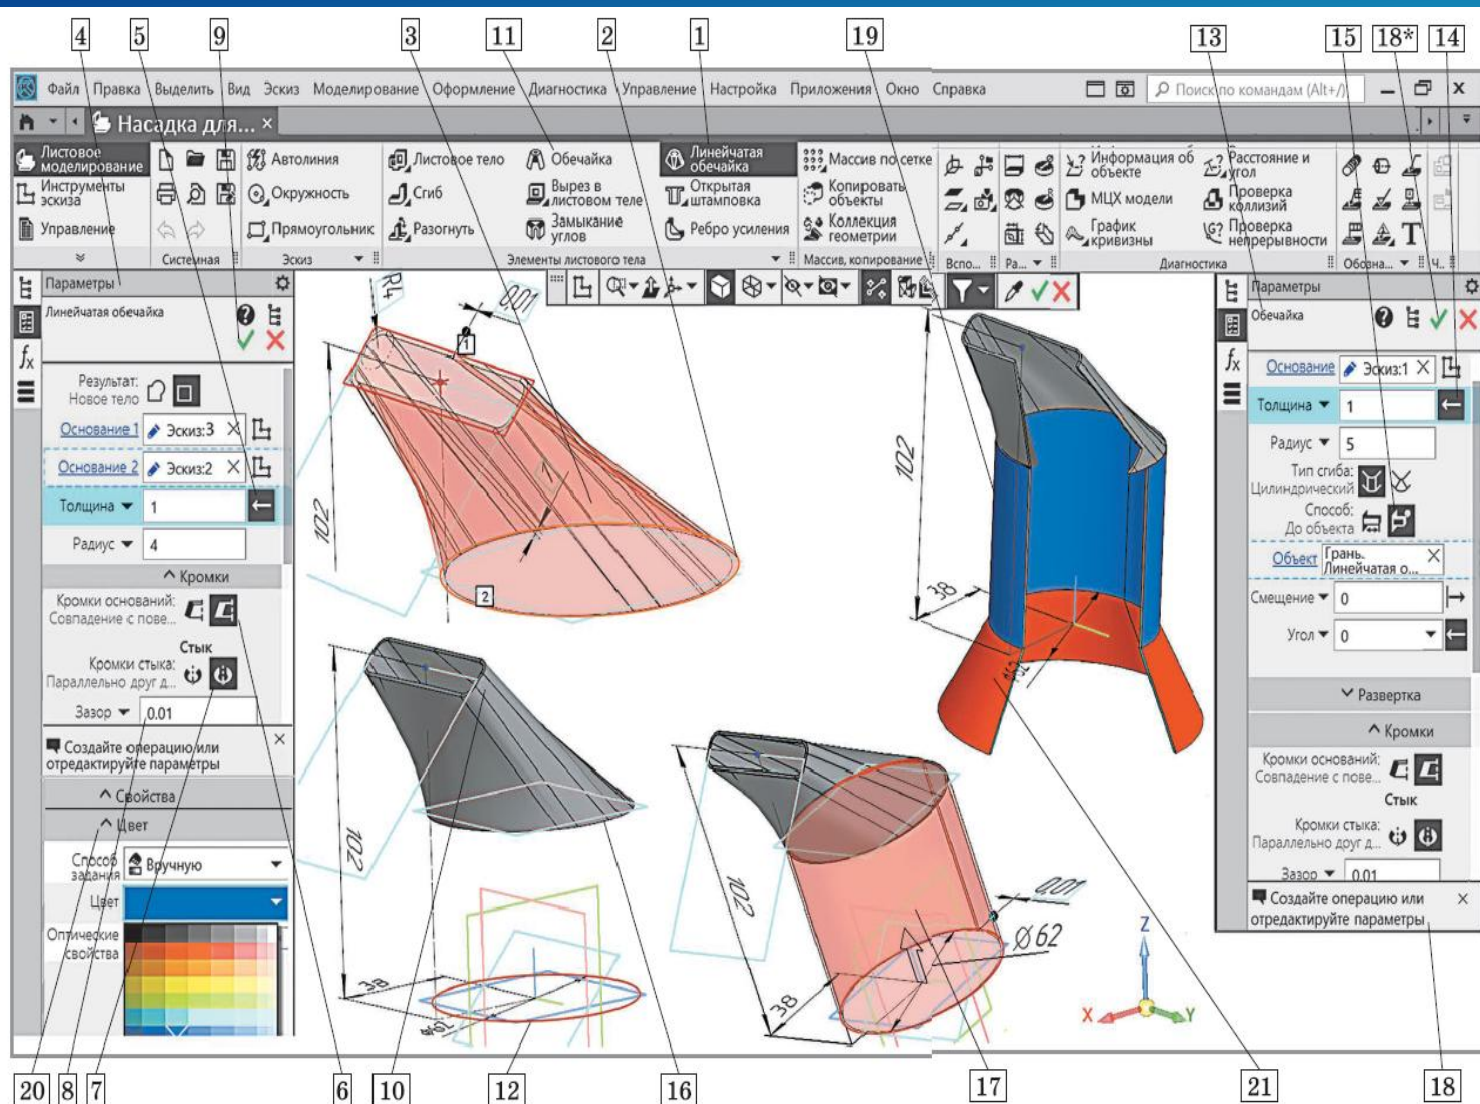 4 5 9 3 11 2 1 19 13 15 18* 14
Файл Правка Выделить Вид Эскиз Моделирование Оформление Диагностика Управление Настройка Приложения Окно Справка Поиск по командам (Alt+/)
Насадка для... ×
Листовое моделирование
Инструменты эскиза
Управление
Системная
Автолиния
Окружность
Прямоугольник
Эскиз
Листовое тело
Сгиб
Разогнуть
Обечайка
Вырез в листовом теле
Замыкание углов
Линейчатая обечайка
Открытая штамповка
Ребро усиления
Элементы листового тела
Массив по сетке
Копировать объекты
Коллекция геометрии
Массив, копирование
Вспо...
Ра...
Информация об объекте
МЦХ модели
График кривизны
Расстояние и угол
Проверка коллизий
Проверка непрерывности
Диагностика
Обозна...
Ч..
Параметры
Линейчатая обечайка
Результат:
Новое тело
Основание 1 Эскиз:3
Основание 2 Эскиз:2
Толщина 1
Радиус 4
Кромки
Кромки оснований:
Совпадение с пове...
Стык
Кромки стыка:
Параллельно друг д...
Зазор 0.01
Создайте операцию или
отредактируйте параметры
Свойства
Цвет
Способ задания Вручную
Цвет
Оптические свойства
R4
0,01
1
102
2
102
38
Ø62
102
38
0,01
Ø62
102
38
Ø62
Z
X
Y
Параметры
Обечайка
Основание Эскиз:1
Толщина 1
Радиус 5
Тип сгиба:
Цилиндрический
Способ:
До объекта
Объект Грань.
Линейчатая о...
Смещение 0
Угол 0
Развертка
Кромки
Кромки оснований:
Совпадение с пове...
Стык
Кромки стыка:
Параллельно друг д...
Зазор 0.01
Создайте операцию или
отредактируйте параметры
20 8 7 6 10 12 16 17 21 18